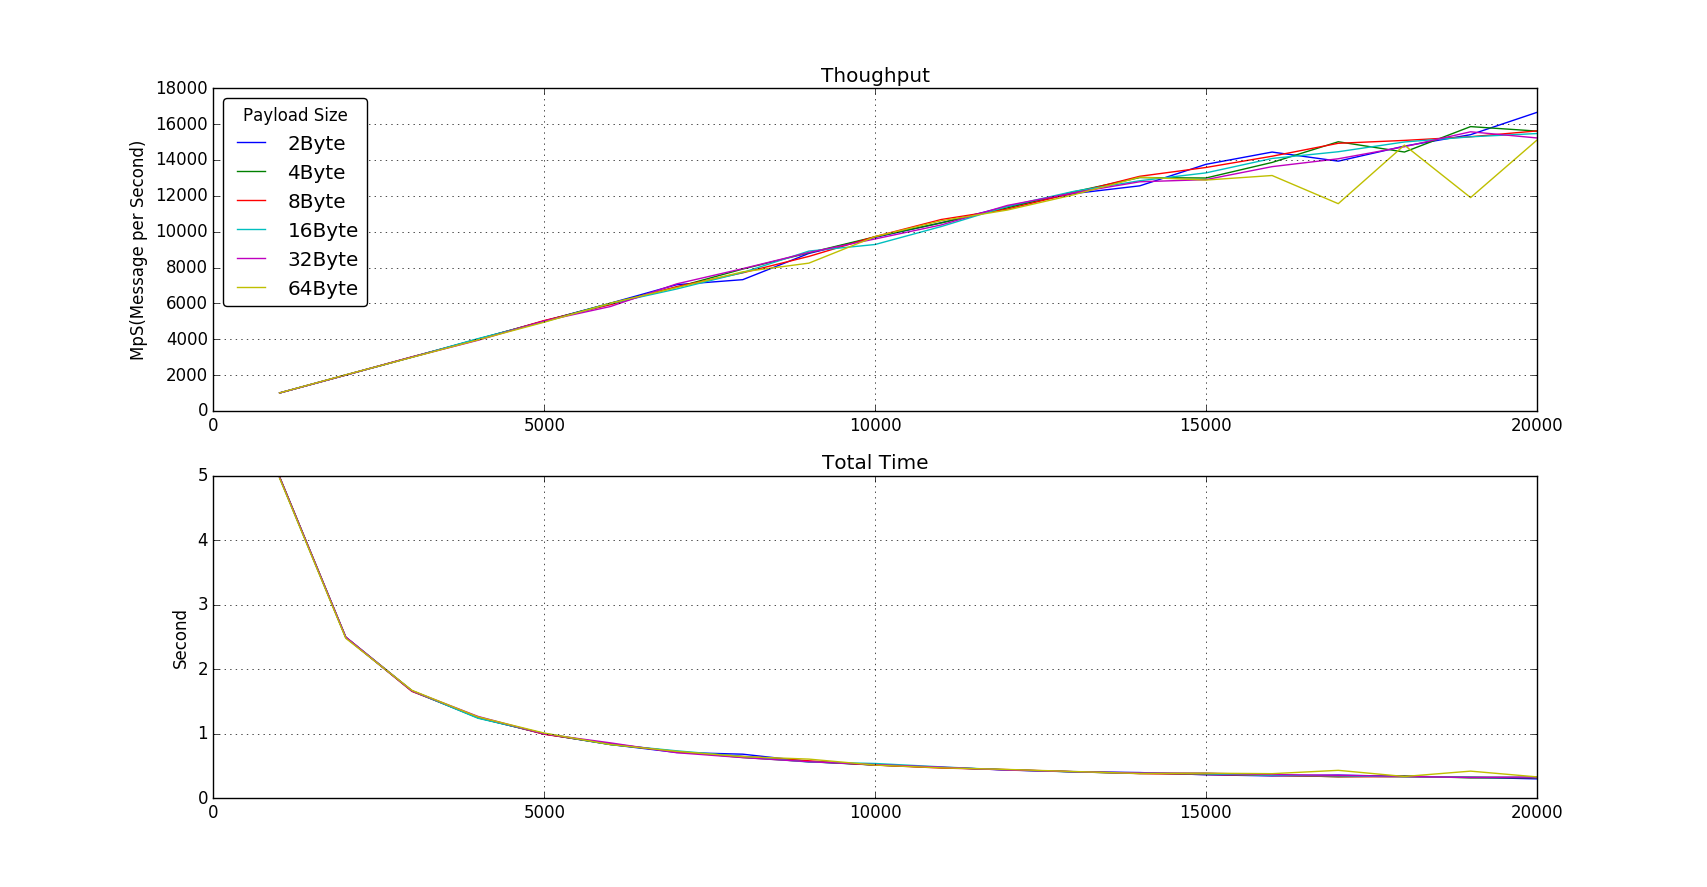 Thoughput
MpS(Message per Second)
18000
16000
14000
12000
10000
8000
6000
4000
2000
0
Payload Size
2Byte
4Byte
8Byte
16Byte
32Byte
64Byte
0 5000 10000 15000 20000
Total Time
Second
5
4
3
2
1
0
0 5000 10000 15000 20000